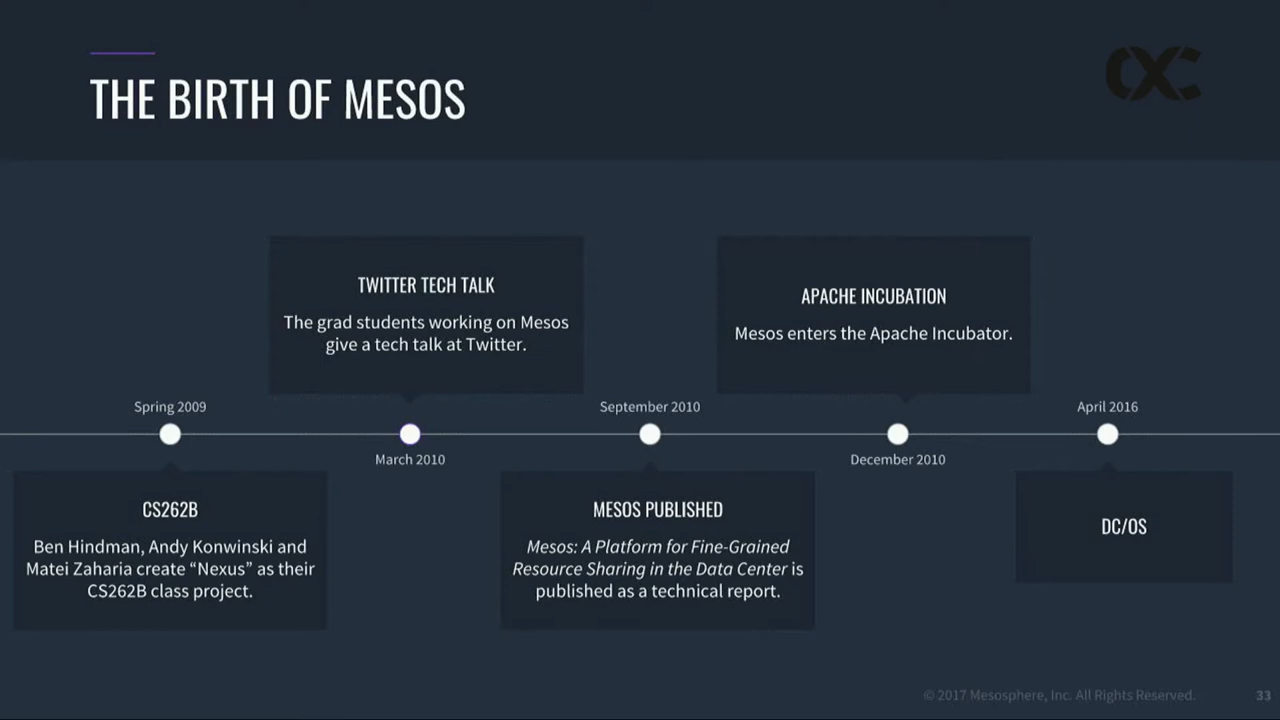 THE BIRTH OF MESOS
TWITTER TECH TALK
The grad students working on Mesos
give a tech talk at Twitter.
APACHE INCUBATION
Mesos enters the Apache Incubator.
Spring 2009
September 2010
April 2016
March 2010
December 2010
CS262B
Ben Hindman, Andy Konwinski and
Matei Zaharia create “Nexus” as their
CS262B class project.
MESOS PUBLISHED
Mesos: A Platform for Fine-Grained
Resource Sharing in the Data Center is
published as a technical report.
DC/OS
© 2017 Mesosphere, Inc. All Rights Reserved.
33